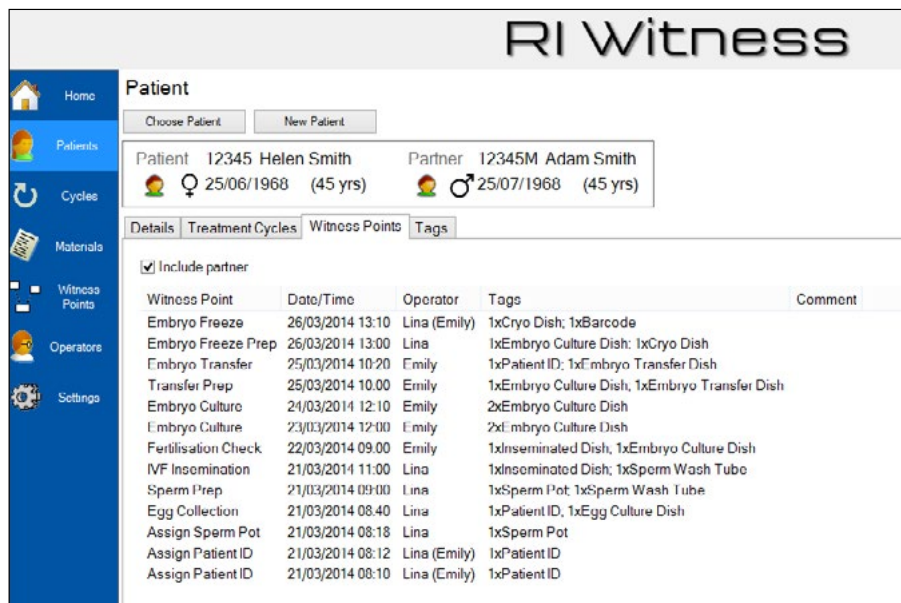 RI Witness
Home
Patients
Cycles
Materials
Witness
Points
Operators
Settings
Patient
Choose Patient New Patient
Patient 12345 Helen Smith Partner 12345M Adam Smith
♀ 25/06/1968 (45 yrs) ♂ 25/07/1968 (45 yrs)
Details Treatment Cycles Witness Points Tags
Include partner
Witness Point Date/Time Operator Tags Comment
Embryo Freeze 26/03/2014 13:10 Lina (Emily) 1xCryo Dish; 1xBarcode
Embryo Freeze Prep 26/03/2014 13:00 Lina 1xEmbryo Culture Dish; 1xCryo Dish
Embryo Transfer 25/03/2014 10:20 Emily 1xPatient ID; 1xEmbryo Transfer Dish
Transfer Prep 25/03/2014 10.00 Emily 1xEmbryo Culture Dish, 1xEmbryo Transfer Dish
Embryo Culture 24/03/2014 12:10 Emily 2xEmbryo Culture Dish
Embryo Culture 23/03/2014 12:00 Emily 2xEmbryo Culture Dish
Fertilisation Check 22/03/2014 09.00 Emily 1xInseminated Dish, 1xEmbryo Culture Dish
IVF Insemination 21/03/2014 11:00 Lina 1xInseminated Dish; 1xSperm Wash Tube
Sperm Prep 21/03/2014 09:00 Lina 1xSperm Pot; 1xSperm Wash Tube
Egg Collection 21/03/2014 08.40 Lina 1xPatient ID, 1xEgg Culture Dish
Assign Sperm Pot 21/03/2014 08:18 Lina 1xSperm Pot
Assign Patient ID 21/03/2014 08:12 Lina (Emily) 1xPatient ID
Assign Patient ID 21/03/2014 08:10 Lina (Emily) 1xPatient ID